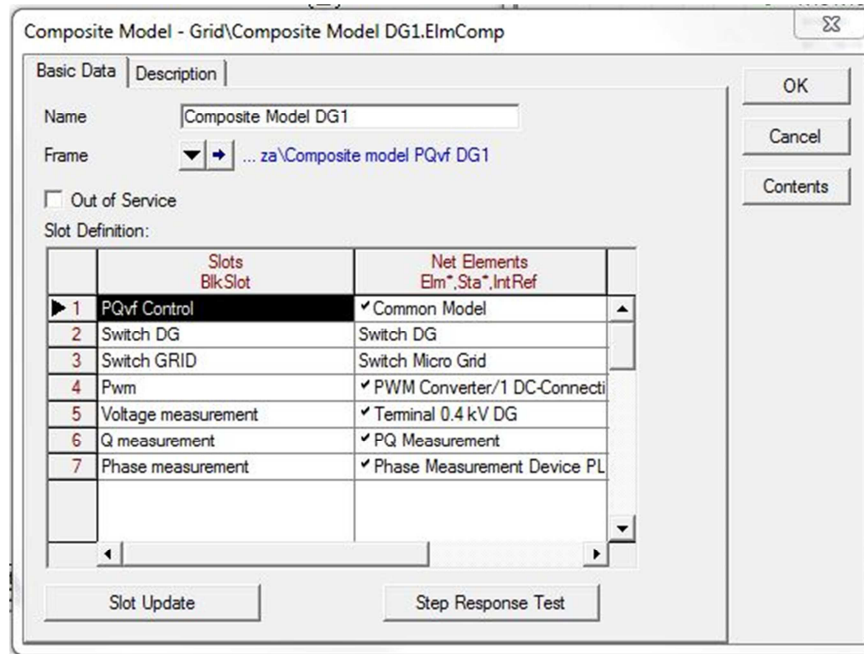 Composite Model - Grid\Composite Model DG1.ElmComp
Basic Data Description
OK
Name Composite Model DG1
Cancel
Frame ... za\Composite model PQvf DG1
Contents
Out of Service
Slot Definition:
Slots Net Elements
BlkSlot Elm*,Sta*,IntRef
1 PQvf Control Common Model
2 Switch DG Switch DG
3 Switch GRID Switch Micro Grid
4 Pwm PWM Converter/1 DC-Connecti
5 Voltage measurement Terminal 0.4 kV DG
6 Q measurement PQ Measurement
7 Phase measurement Phase Measurement Device PL
Slot Update Step Response Test